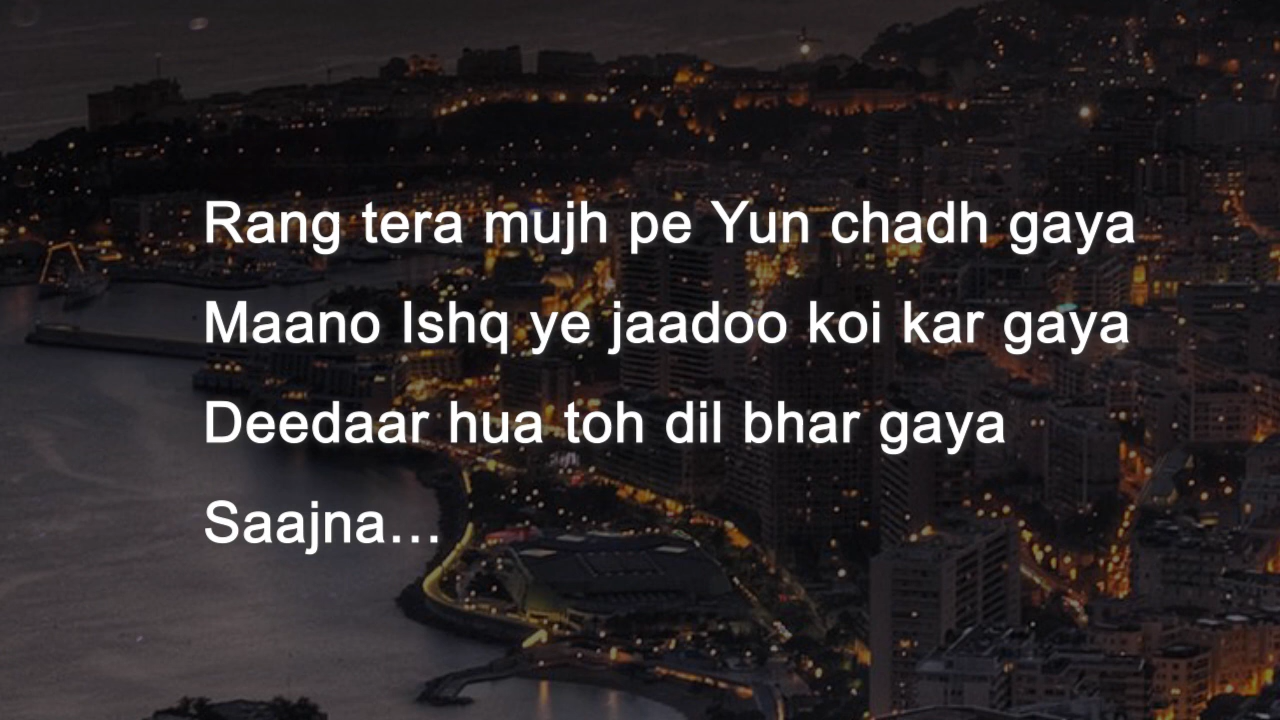 Rang tera mujh pe Yun chadh gaya
Maano Ishq ye jaadoo koi kar gaya
Deedaar hua toh dil bhar gaya
Saajna...